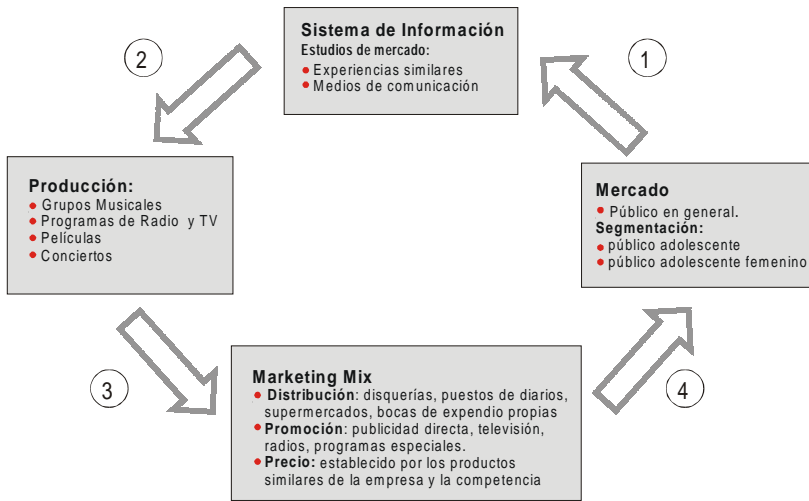 Sistema de Información
Estudios de mercado:
• Experiencias similares
• Medios de comunicación
1
2
Producción:
• Grupos Musicales
• Programas de Radio y TV
• Películas
• Conciertos
Mercado
• Público en general.
Segmentación:
• público adolescente
• público adolescente femenino
3
Marketing Mix
• Distribución: disquerías, puestos de diarios,
supermercados, bocas de expendio propias
• Promoción: publicidad directa, televisión,
radios, programas especiales.
• Precio: establecido por los productos
similares de la empresa y la competencia
4